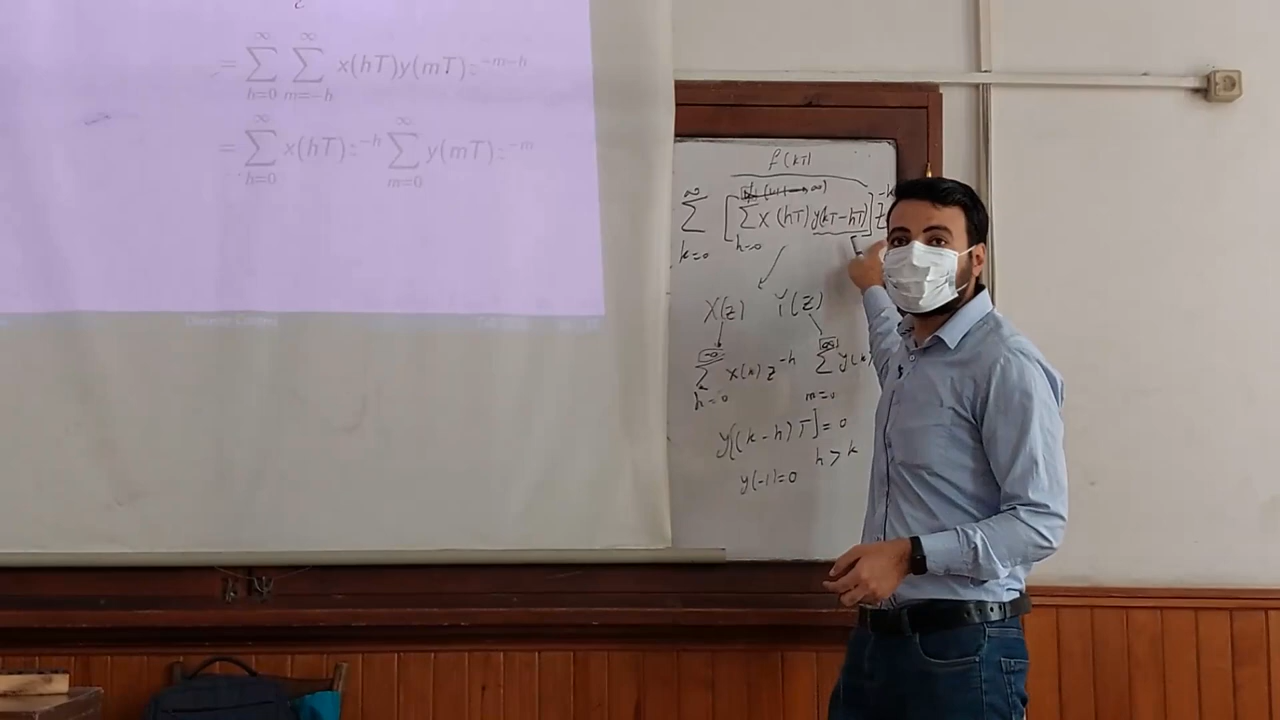 = ∞∑h=0 ∞∑m=-h x(hT)y(mT)z^{-m-h}
= ∞∑h=0 x(hT)z^{-h} ∞∑m=0 y(mT)z^{-m}
f(kT)
∞∑k=0 [∑h=0 x(hT) y(kT-hT)] z^{-k}
X(z) Y(z)
∞∑h=0 x(h) z^{-h} ∞∑m=0 y(
y[(k-h)T]=0
h > k
y(-1)=0